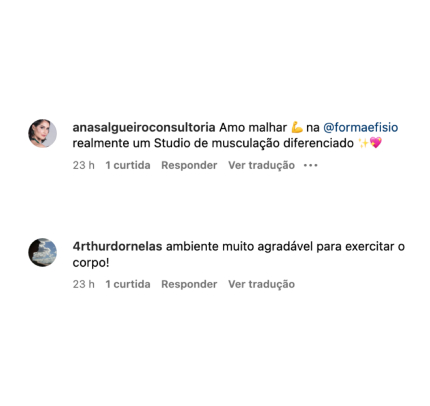 anasalgueiroconsultoria Amo malhar 💪 na @formaefisio
realmente um Studio de musculação diferenciado ✨💖
23 h 1 curtida Responder Ver tradução •••
4rthurdornelas ambiente muito agradável para exercitar o
corpo!
23 h 1 curtida Responder Ver tradução